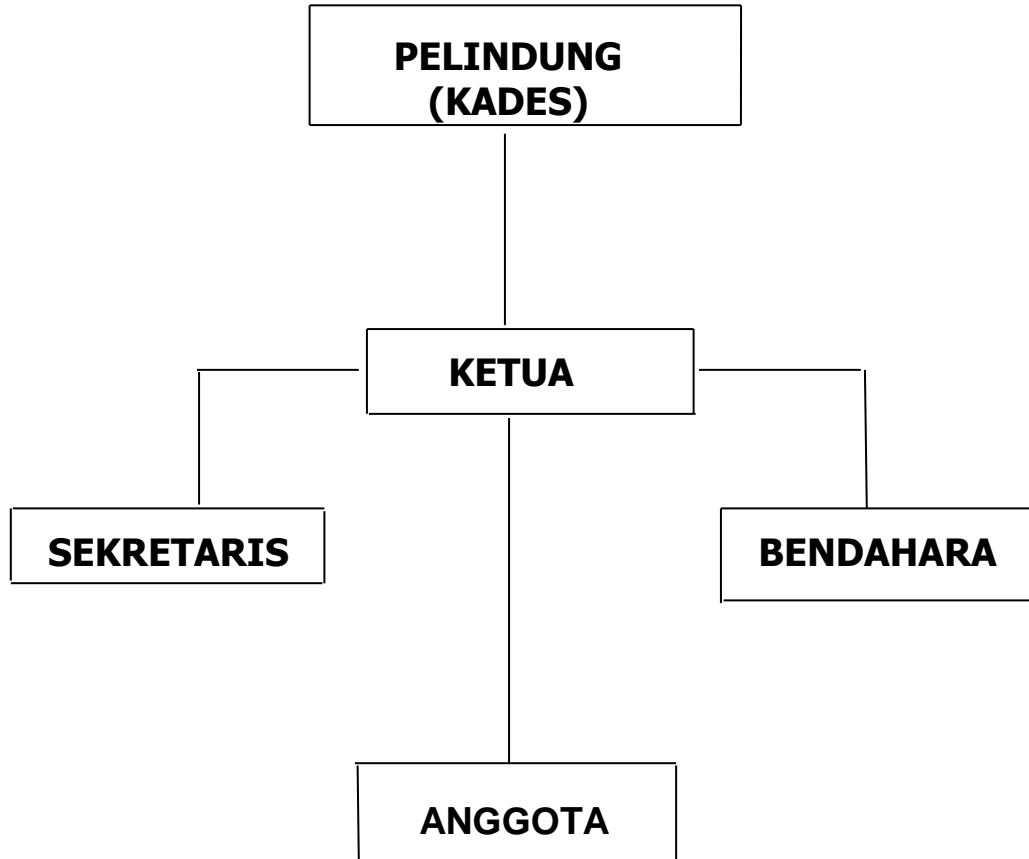 PELINDUNG
(KADES)
KETUA
SEKRETARIS
BENDAHARA
ANGGOTA